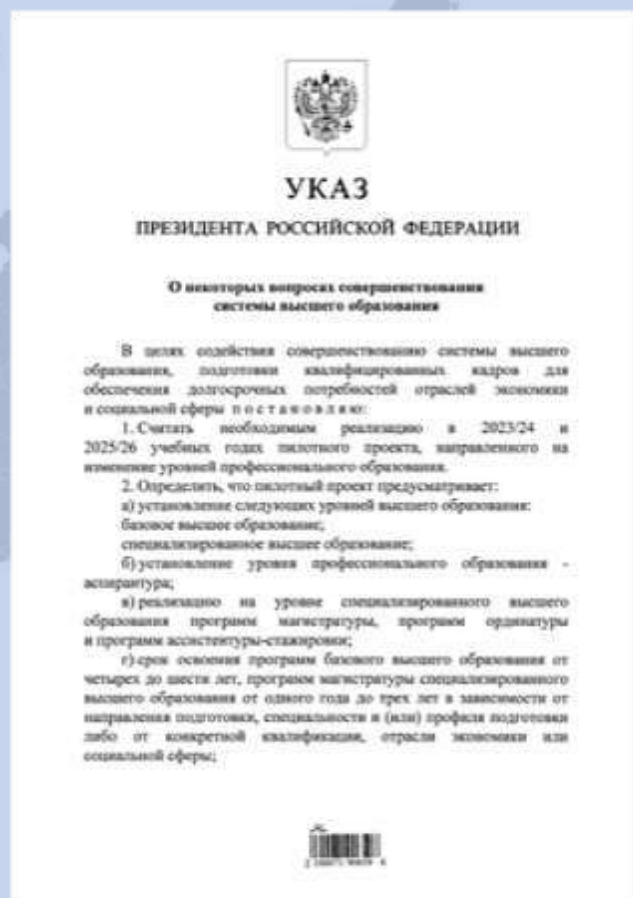 УКАЗ
ПРЕЗИДЕНТА РОССИЙСКОЙ ФЕДЕРАЦИИ
О некоторых вопросах совершенствования
системы высшего образования
В целях содействия совершенствованию системы высшего
образования, подготовки квалифицированных кадров для
обеспечения долгосрочных потребностей отраслей экономики
и социальной сферы п о с т а н о в л я ю:
1. Считать необходимым реализацию в 2023/24 и
2025/26 учебных годах пилотного проекта, направленного на
изменение уровней профессионального образования.
2. Определить, что пилотный проект предусматривает:
а) установление следующих уровней высшего образования:
базовое высшее образование;
специализированное высшее образование;
б) установление уровня профессионального образования -
аспирантура;
в) реализацию на уровне специализированного высшего
образования программ магистратуры, программ ординатуры
и программ ассистентуры-стажировки;
г) срок освоения программ базового высшего образования от
четырех до шести лет, программ магистратуры специализированного
высшего образования от одного года до трех лет в зависимости от
направления подготовки, специальности и (или) профиля подготовки
либо от конкретной квалификации, отрасли экономики или
социальной сферы;